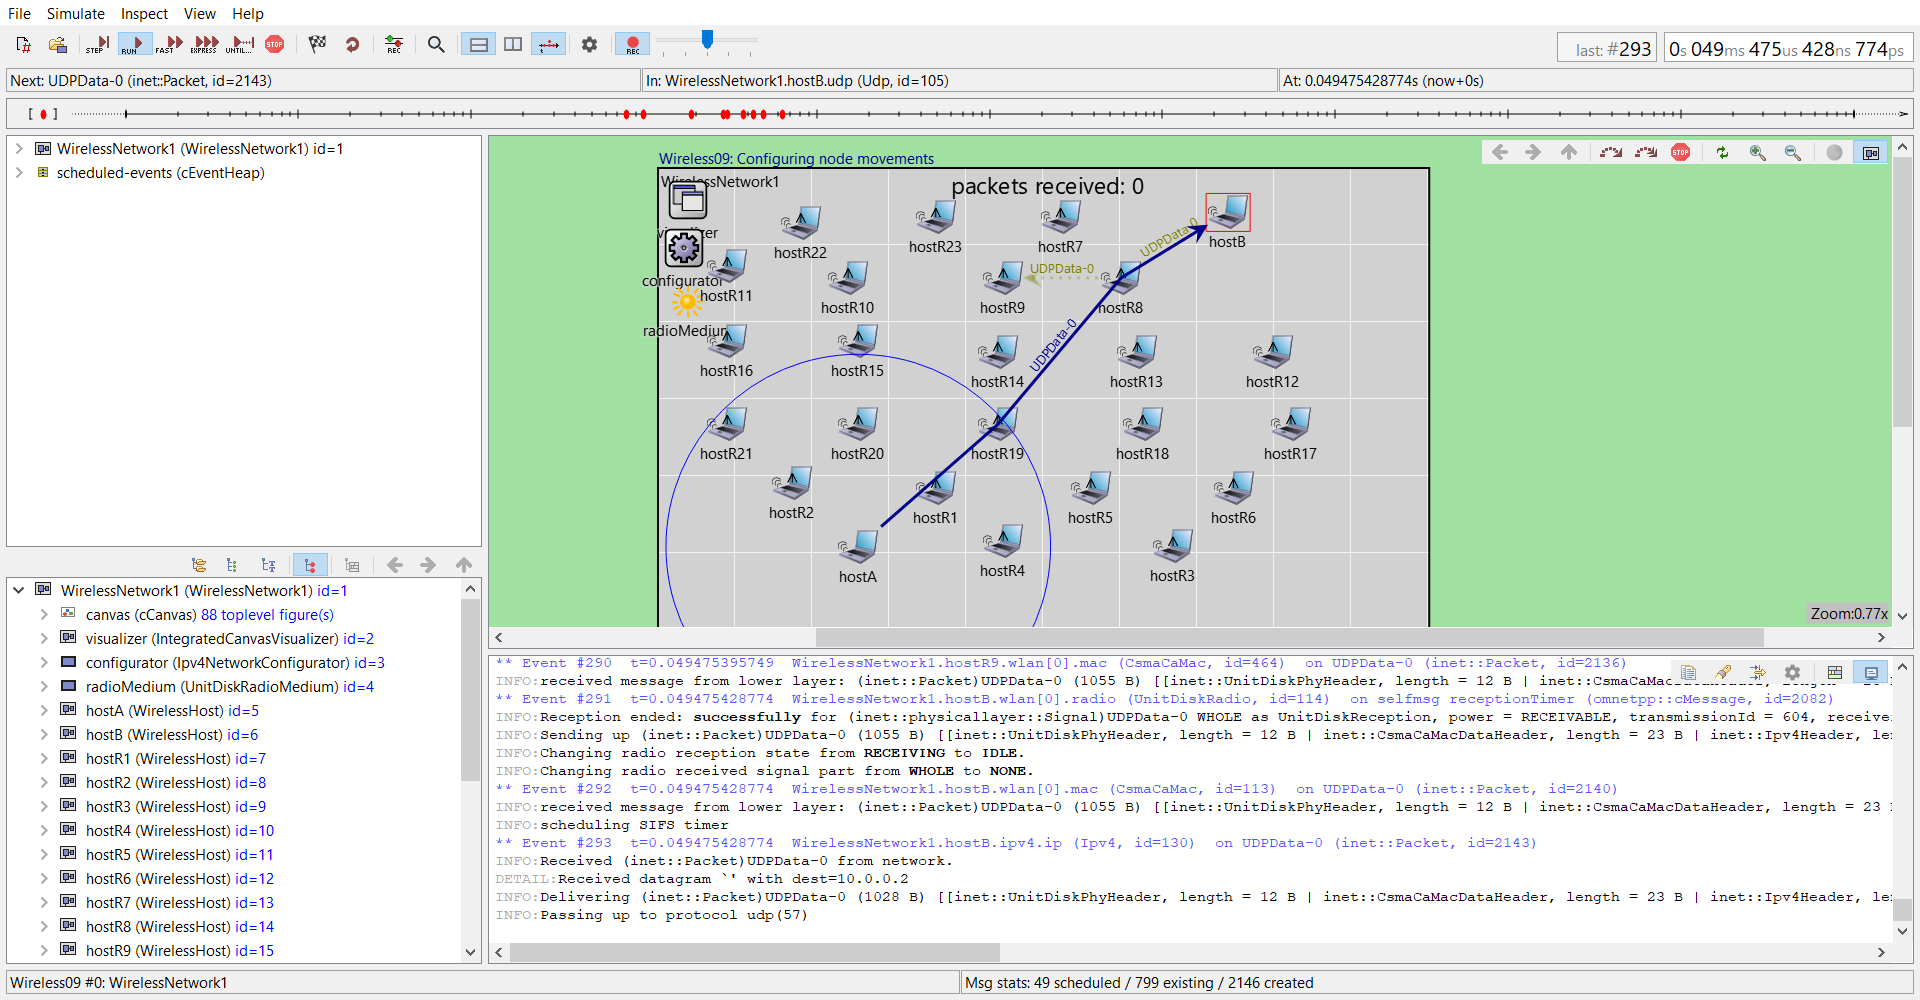 File Simulate Inspect View Help
STEP RUN FAST EXPRESS UNTIL... STOP REC REC
last: #293 0s 049ms 475us 428ns 774ps
Next: UDPData-0 (inet::Packet, id=2143) In: WirelessNetwork1.hostB.udp (Udp, id=105) At: 0.049475428774s (now+0s)
WirelessNetwork1 (WirelessNetwork1) id=1
scheduled-events (cEventHeap)
WirelessNetwork1 (WirelessNetwork1) id=1
canvas (cCanvas) 88 toplevel figure(s)
visualizer (IntegratedCanvasVisualizer) id=2
configurator (Ipv4NetworkConfigurator) id=3
radioMedium (UnitDiskRadioMedium) id=4
hostA (WirelessHost) id=5
hostB (WirelessHost) id=6
hostR1 (WirelessHost) id=7
hostR2 (WirelessHost) id=8
hostR3 (WirelessHost) id=9
hostR4 (WirelessHost) id=10
hostR5 (WirelessHost) id=11
hostR6 (WirelessHost) id=12
hostR7 (WirelessHost) id=13
hostR8 (WirelessHost) id=14
hostR9 (WirelessHost) id=15
STOP
Wireless09: Configuring node movements
WirelessNetwork1
packets received: 0
visualizer
hostR22
hostR23
hostR7
UDPData-0
hostB
configurator
hostR11
hostR10
UDPData-0
hostR9
hostR8
radioMedium
hostR16
hostR15
hostR14
UDPData-0
hostR13
hostR12
hostR21
hostR20
hostR19
hostR18
hostR17
hostR2
hostR1
hostR5
hostR6
hostA
hostR4
hostR3
Zoom:0.77x
** Event #290 t=0.049475395749 WirelessNetwork1.hostR9.wlan[0].mac (CsmaCaMac, id=464) on UDPData-0 (inet::Packet, id=2136)
INFO:received message from lower layer: (inet::Packet)UDPData-0 (1055 B) [[inet::UnitDiskPhyHeader, length = 12 B | inet::CsmaCaMacDataHeader, length = 23 B
** Event #291 t=0.049475428774 WirelessNetwork1.hostB.wlan[0].radio (UnitDiskRadio, id=114) on selfmsg receptionTimer (omnetpp::cMessage, id=2082)
INFO:Reception ended: successfully for (inet::physicallayer::Signal)UDPData-0 WHOLE as UnitDiskReception, power = RECEIVABLE, transmissionId = 604, receive
INFO:Sending up (inet::Packet)UDPData-0 (1055 B) [[inet::UnitDiskPhyHeader, length = 12 B | inet::CsmaCaMacDataHeader, length = 23 B | inet::Ipv4Header, le
INFO:Changing radio reception state from RECEIVING to IDLE.
INFO:Changing radio received signal part from WHOLE to NONE.
** Event #292 t=0.049475428774 WirelessNetwork1.hostB.wlan[0].mac (CsmaCaMac, id=113) on UDPData-0 (inet::Packet, id=2140)
INFO:received message from lower layer: (inet::Packet)UDPData-0 (1055 B) [[inet::UnitDiskPhyHeader, length = 12 B | inet::CsmaCaMacDataHeader, length = 23
INFO:scheduling SIFS timer
** Event #293 t=0.049475428774 WirelessNetwork1.hostB.ipv4.ip (Ipv4, id=130) on UDPData-0 (inet::Packet, id=2143)
INFO:Received (inet::Packet)UDPData-0 from network.
DETAIL:Received datagram `' with dest=10.0.0.2
INFO:Delivering (inet::Packet)UDPData-0 (1028 B) [[inet::UnitDiskPhyHeader, length = 12 B | inet::CsmaCaMacDataHeader, length = 23 B | inet::Ipv4Header, le
INFO:Passing up to protocol udp(57)
Wireless09 #0: WirelessNetwork1 Msg stats: 49 scheduled / 799 existing / 2146 created